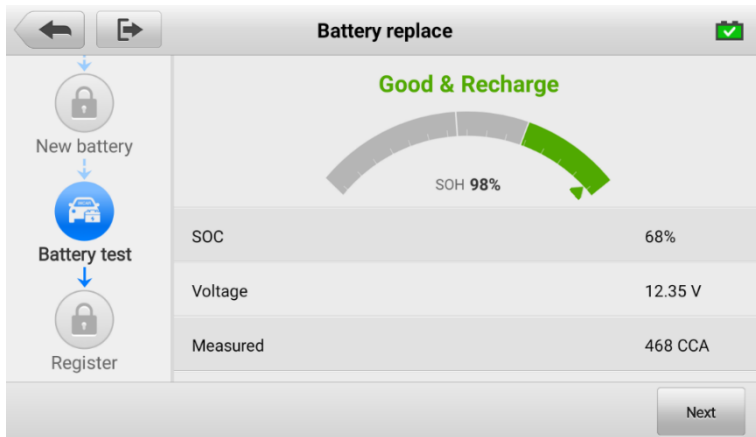 Battery replace
New battery
Battery test
Register
Good & Recharge
SOH 98%
SOC 68%
Voltage 12.35 V
Measured 468 CCA
Next